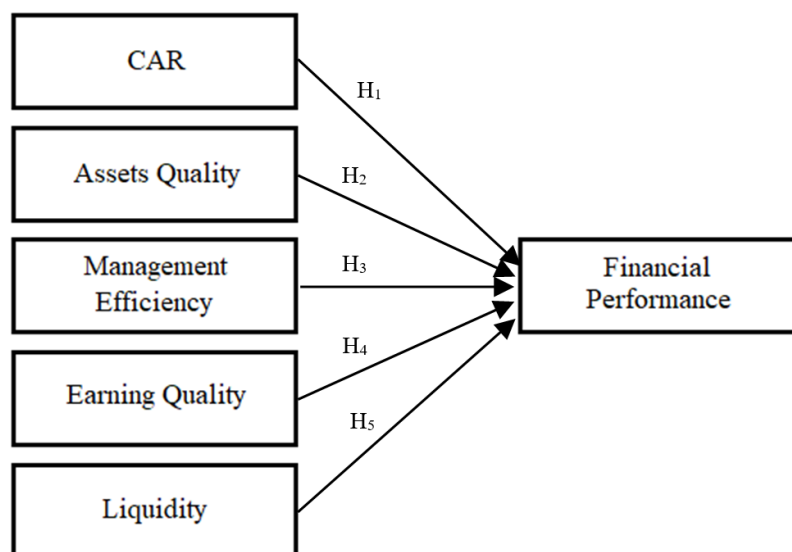 CAR
H₁
Assets Quality
H₂
Management
Efficiency
H₃
Financial
Performance
Earning Quality
H₄
H₅
Liquidity